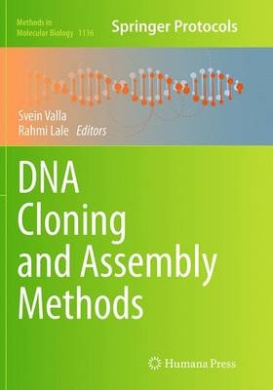 Methods in
Molecular Biology 1116
Springer Protocols
Svein Valla
Rahmi Lale Editors
DNA
Cloning
and Assembly
Methods
Humana Press